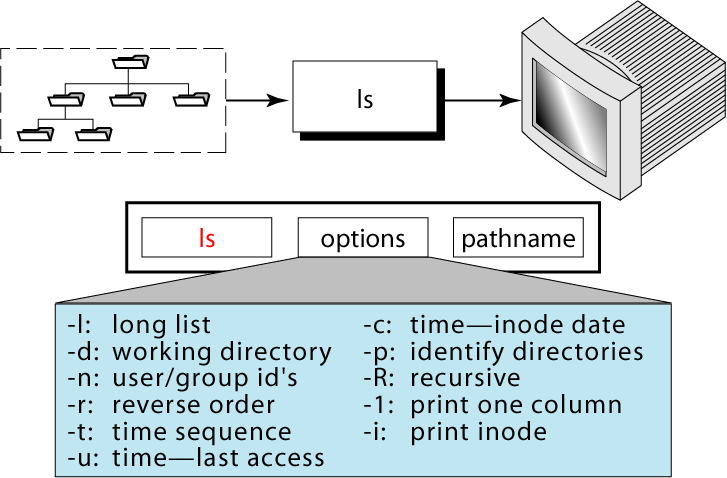 ls
ls options pathname
-l: long list
-d: working directory
-n: user/group id's
-r: reverse order
-t: time sequence
-u: time—last access
-c: time—inode date
-p: identify directories
-R: recursive
-1: print one column
-i: print inode